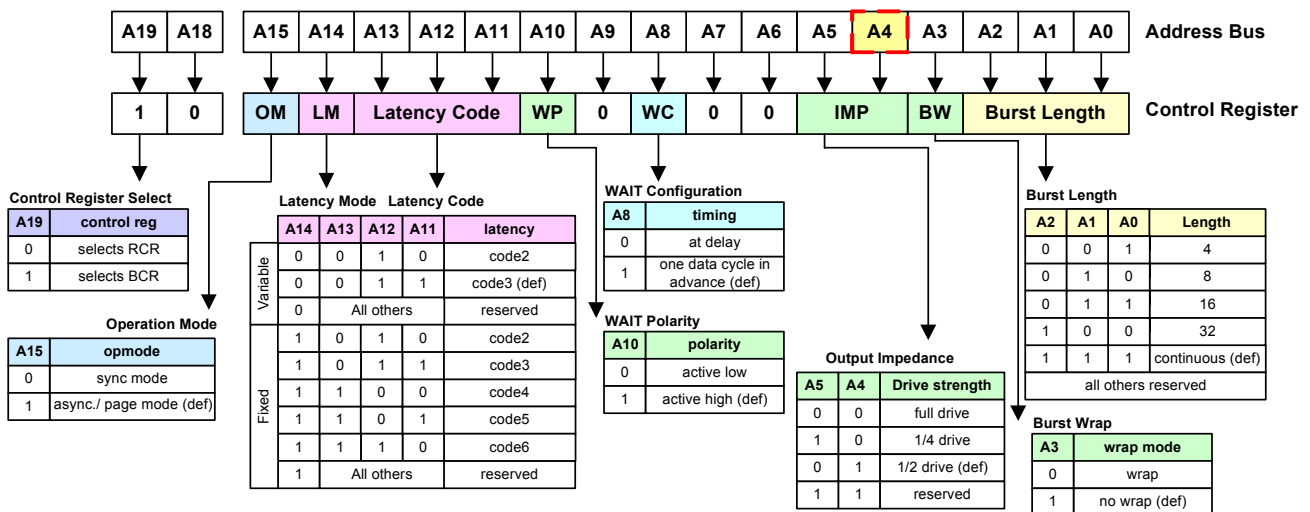 A19 A18 A15 A14 A13 A12 A11 A10 A9 A8 A7 A6 A5 A4 A3 A2 A1 A0 Address Bus
1 0 OM LM Latency Code WP 0 WC 0 0 IMP BW Burst Length Control Register
Control Register Select
A19 control reg
0 selects RCR
1 selects BCR
Operation Mode
A15 opmode
0 sync mode
1 async./ page mode (def)
Latency Mode Latency Code
A14 A13 A12 A11 latency
Variable
0 0 1 0 code2
0 0 1 1 code3 (def)
0 All others reserved
Fixed
1 0 1 0 code2
1 0 1 1 code3
1 1 0 0 code4
1 1 0 1 code5
1 1 1 0 code6
1 All others reserved
WAIT Configuration
A8 timing
0 at delay
1 one data cycle in
advance (def)
WAIT Polarity
A10 polarity
0 active low
1 active high (def)
Output Impedance
A5 A4 Drive strength
0 0 full drive
1 0 1/4 drive
0 1 1/2 drive (def)
1 1 reserved
Burst Length
A2 A1 A0 Length
0 0 1 4
0 1 0 8
0 1 1 16
1 0 0 32
1 1 1 continuous (def)
all others reserved
Burst Wrap
A3 wrap mode
0 wrap
1 no wrap (def)